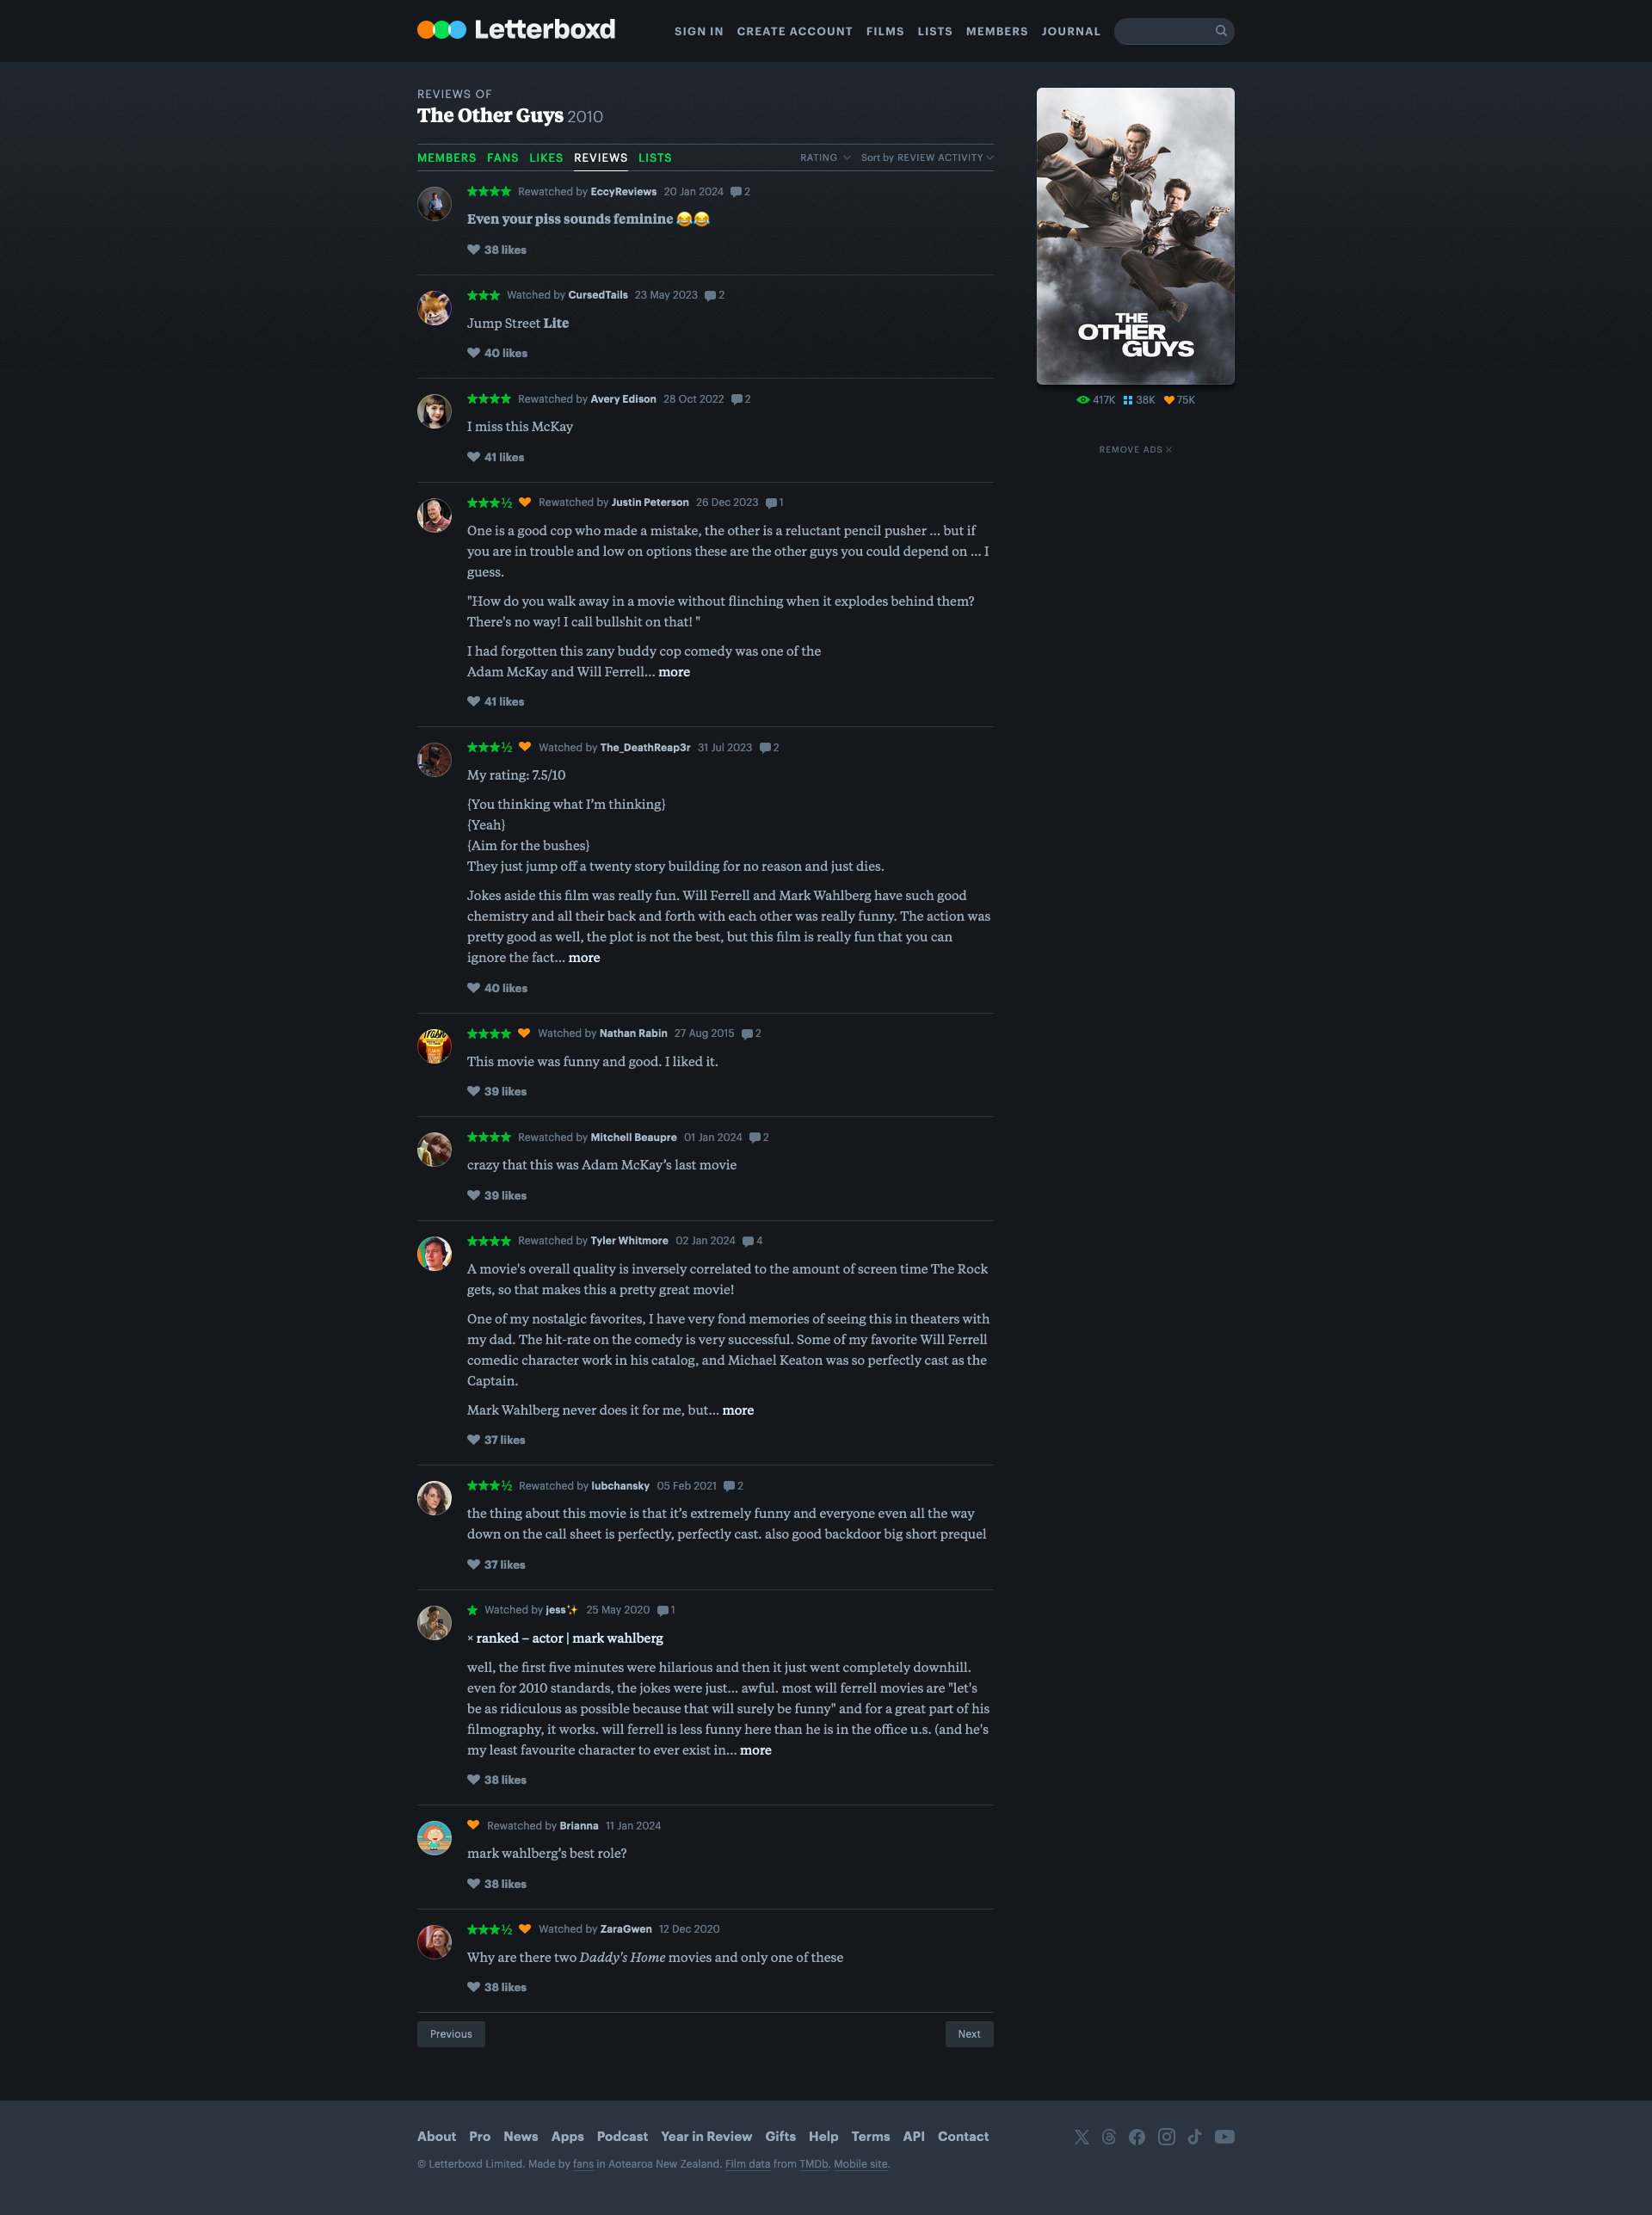 Letterboxd
SIGN IN CREATE ACCOUNT FILMS LISTS MEMBERS JOURNAL
REVIEWS OF
The Other Guys 2010
MEMBERS FANS LIKES REVIEWS LISTS RATING Sort by REVIEW ACTIVITY
★★★★ Rewatched by EccyReviews 20 Jan 2024 2
Even your piss sounds feminine 😂😂
38 likes
★★★ Watched by CursedTails 23 May 2023 2
Jump Street Lite
40 likes
★★★★ Rewatched by Avery Edison 28 Oct 2022 2
I miss this McKay
41 likes
★★★½ Rewatched by Justin Peterson 26 Dec 2023 1
One is a good cop who made a mistake, the other is a reluctant pencil pusher ... but if
you are in trouble and low on options these are the other guys you could depend on ... I
guess.
"How do you walk away in a movie without flinching when it explodes behind them?
There's no way! I call bullshit on that! "
I had forgotten this zany buddy cop comedy was one of the
Adam McKay and Will Ferrell... more
41 likes
★★★½ Watched by The_DeathReap3r 31 Jul 2023 2
My rating: 7.5/10
{You thinking what I’m thinking}
{Yeah}
{Aim for the bushes}
They just jump off a twenty story building for no reason and just dies.
Jokes aside this film was really fun. Will Ferrell and Mark Wahlberg have such good
chemistry and all their back and forth with each other was really funny. The action was
pretty good as well, the plot is not the best, but this film is really fun that you can
ignore the fact... more
40 likes
★★★★ Watched by Nathan Rabin 27 Aug 2015 2
This movie was funny and good. I liked it.
39 likes
★★★★ Rewatched by Mitchell Beaupre 01 Jan 2024 2
crazy that this was Adam McKay’s last movie
39 likes
★★★★ Rewatched by Tyler Whitmore 02 Jan 2024 4
A movie's overall quality is inversely correlated to the amount of screen time The Rock
gets, so that makes this a pretty great movie!
One of my nostalgic favorites, I have very fond memories of seeing this in theaters with
my dad. The hit-rate on the comedy is very successful. Some of my favorite Will Ferrell
comedic character work in his catalog, and Michael Keaton was so perfectly cast as the
Captain.
Mark Wahlberg never does it for me, but... more
37 likes
★★★½ Rewatched by lubchansky 05 Feb 2021 2
the thing about this movie is that it’s extremely funny and everyone even all the way
down on the call sheet is perfectly, perfectly cast. also good backdoor big short prequel
37 likes
★ Watched by jess✨ 25 May 2020 1
× ranked – actor | mark wahlberg
well, the first five minutes were hilarious and then it just went completely downhill.
even for 2010 standards, the jokes were just... awful. most will ferrell movies are "let's
be as ridiculous as possible because that will surely be funny" and for a great part of his
filmography, it works. will ferrell is less funny here than he is in the office u.s. (and he's
my least favourite character to ever exist in... more
38 likes
Rewatched by Brianna 11 Jan 2024
mark wahlberg’s best role?
38 likes
★★★½ Watched by ZaraGwen 12 Dec 2020
Why are there two Daddy's Home movies and only one of these
38 likes
Previous
Next
THE
OTHER
GUYS
417K 38K 75K
REMOVE ADS
About Pro News Apps Podcast Year in Review Gifts Help Terms API Contact
© Letterboxd Limited. Made by fans in Aotearoa New Zealand. Film data from TMDb. Mobile site.